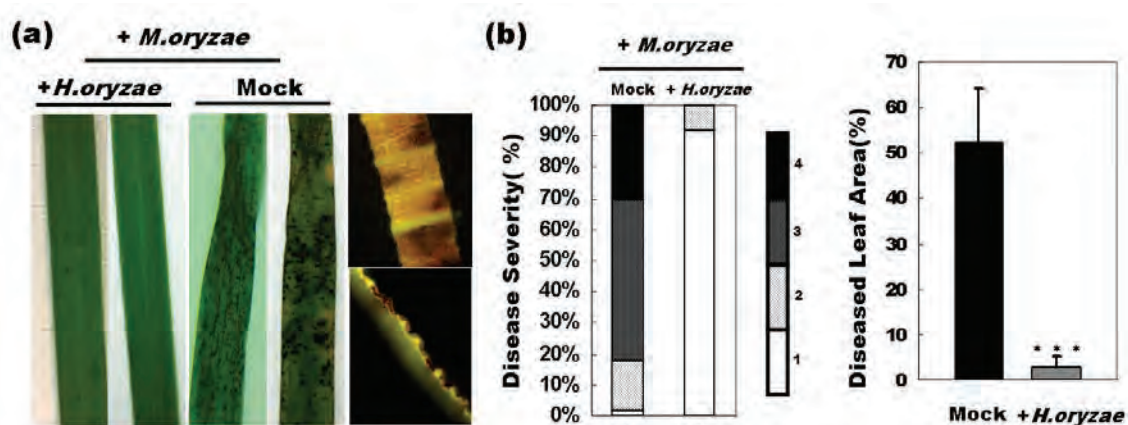 (a)
+ M.oryzae
+H.oryzae
Mock
(b)
+ M.oryzae
Mock
+ H.oryzae
Disease Severity( %)
100%
90%
80%
70%
60%
50%
40%
30%
20%
10%
0%
4
3
2
1
Diseased Leaf Area(%)
70
60
50
40
30
20
10
0
* * *
Mock
+H.oryzae